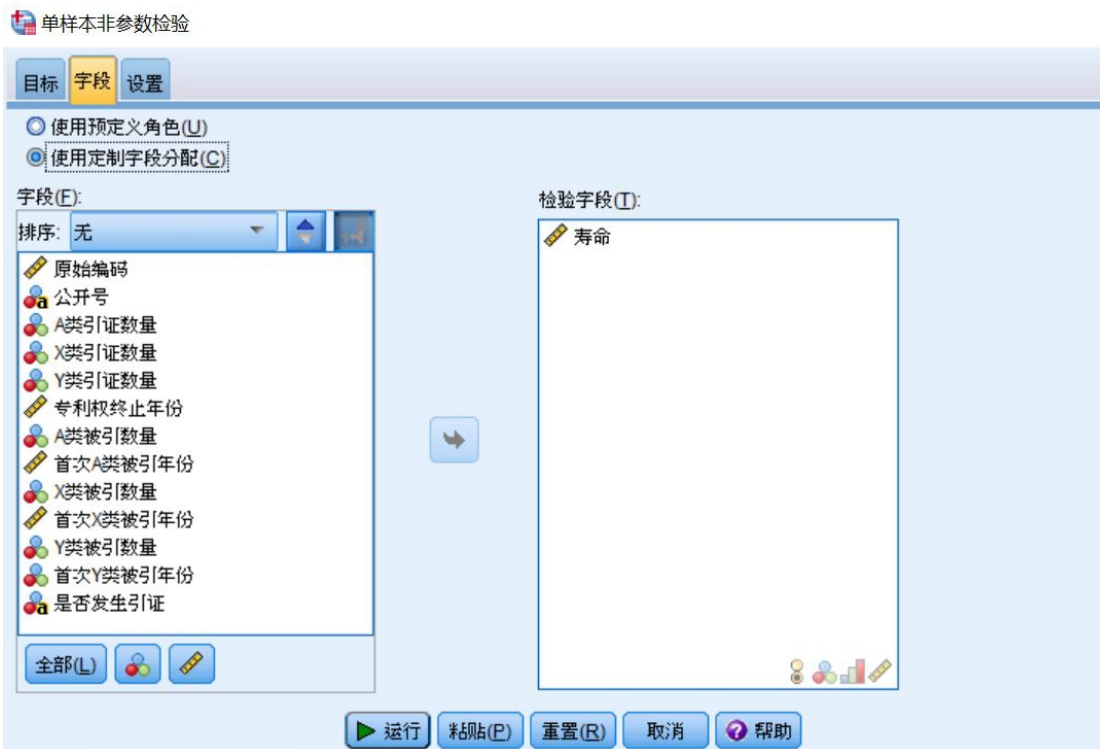 单样本非参数检验
目标 字段 设置
使用预定义角色(U)
使用定制字段分配(C)
字段(F):
排序: 无
原始编码
公开号
A类引证数量
X类引证数量
Y类引证数量
专利权终止年份
A类被引数量
首次A类被引年份
X类被引数量
首次X类被引年份
Y类被引数量
首次Y类被引年份
是否发生引证
全部(L)
检验字段(T):
寿命
运行 粘贴(P) 重置(R) 取消 帮助